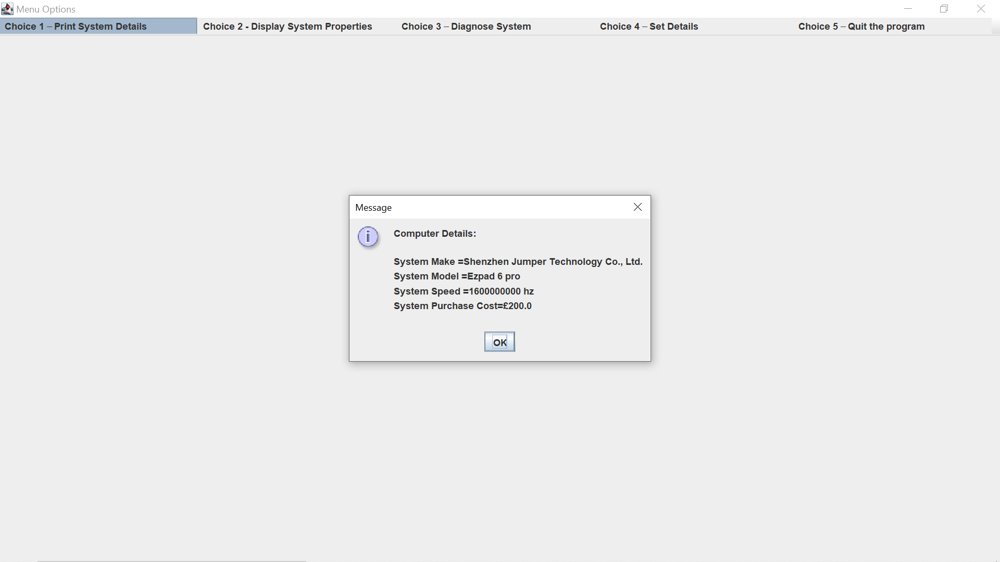 Menu Options
Choice 1 – Print System Details
Choice 2 - Display System Properties
Choice 3 – Diagnose System
Choice 4 – Set Details
Choice 5 – Quit the program
Message
Computer Details:
System Make =Shenzhen Jumper Technology Co., Ltd.
System Model =Ezpad 6 pro
System Speed =1600000000 hz
System Purchase Cost=£200.0
OK